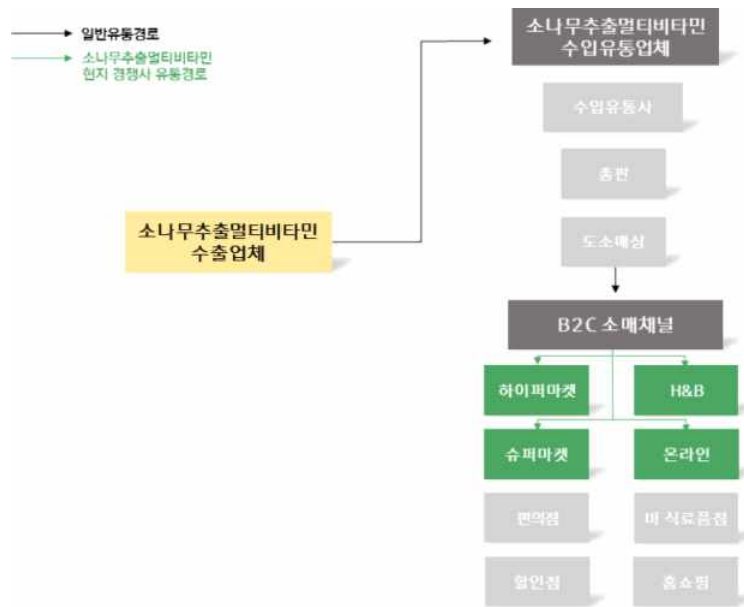 일반유통경로
소나무추출멀티비타민
현지 경쟁사 유통경로
소나무추출멀티비타민
수입유통업체
수입유통사
총판
도소매상
소나무추출멀티비타민
수출업체
B2C 소매채널
하이퍼마켓
H&B
슈퍼마켓
온라인
편의점
비 식료품점
할인점
홈쇼핑